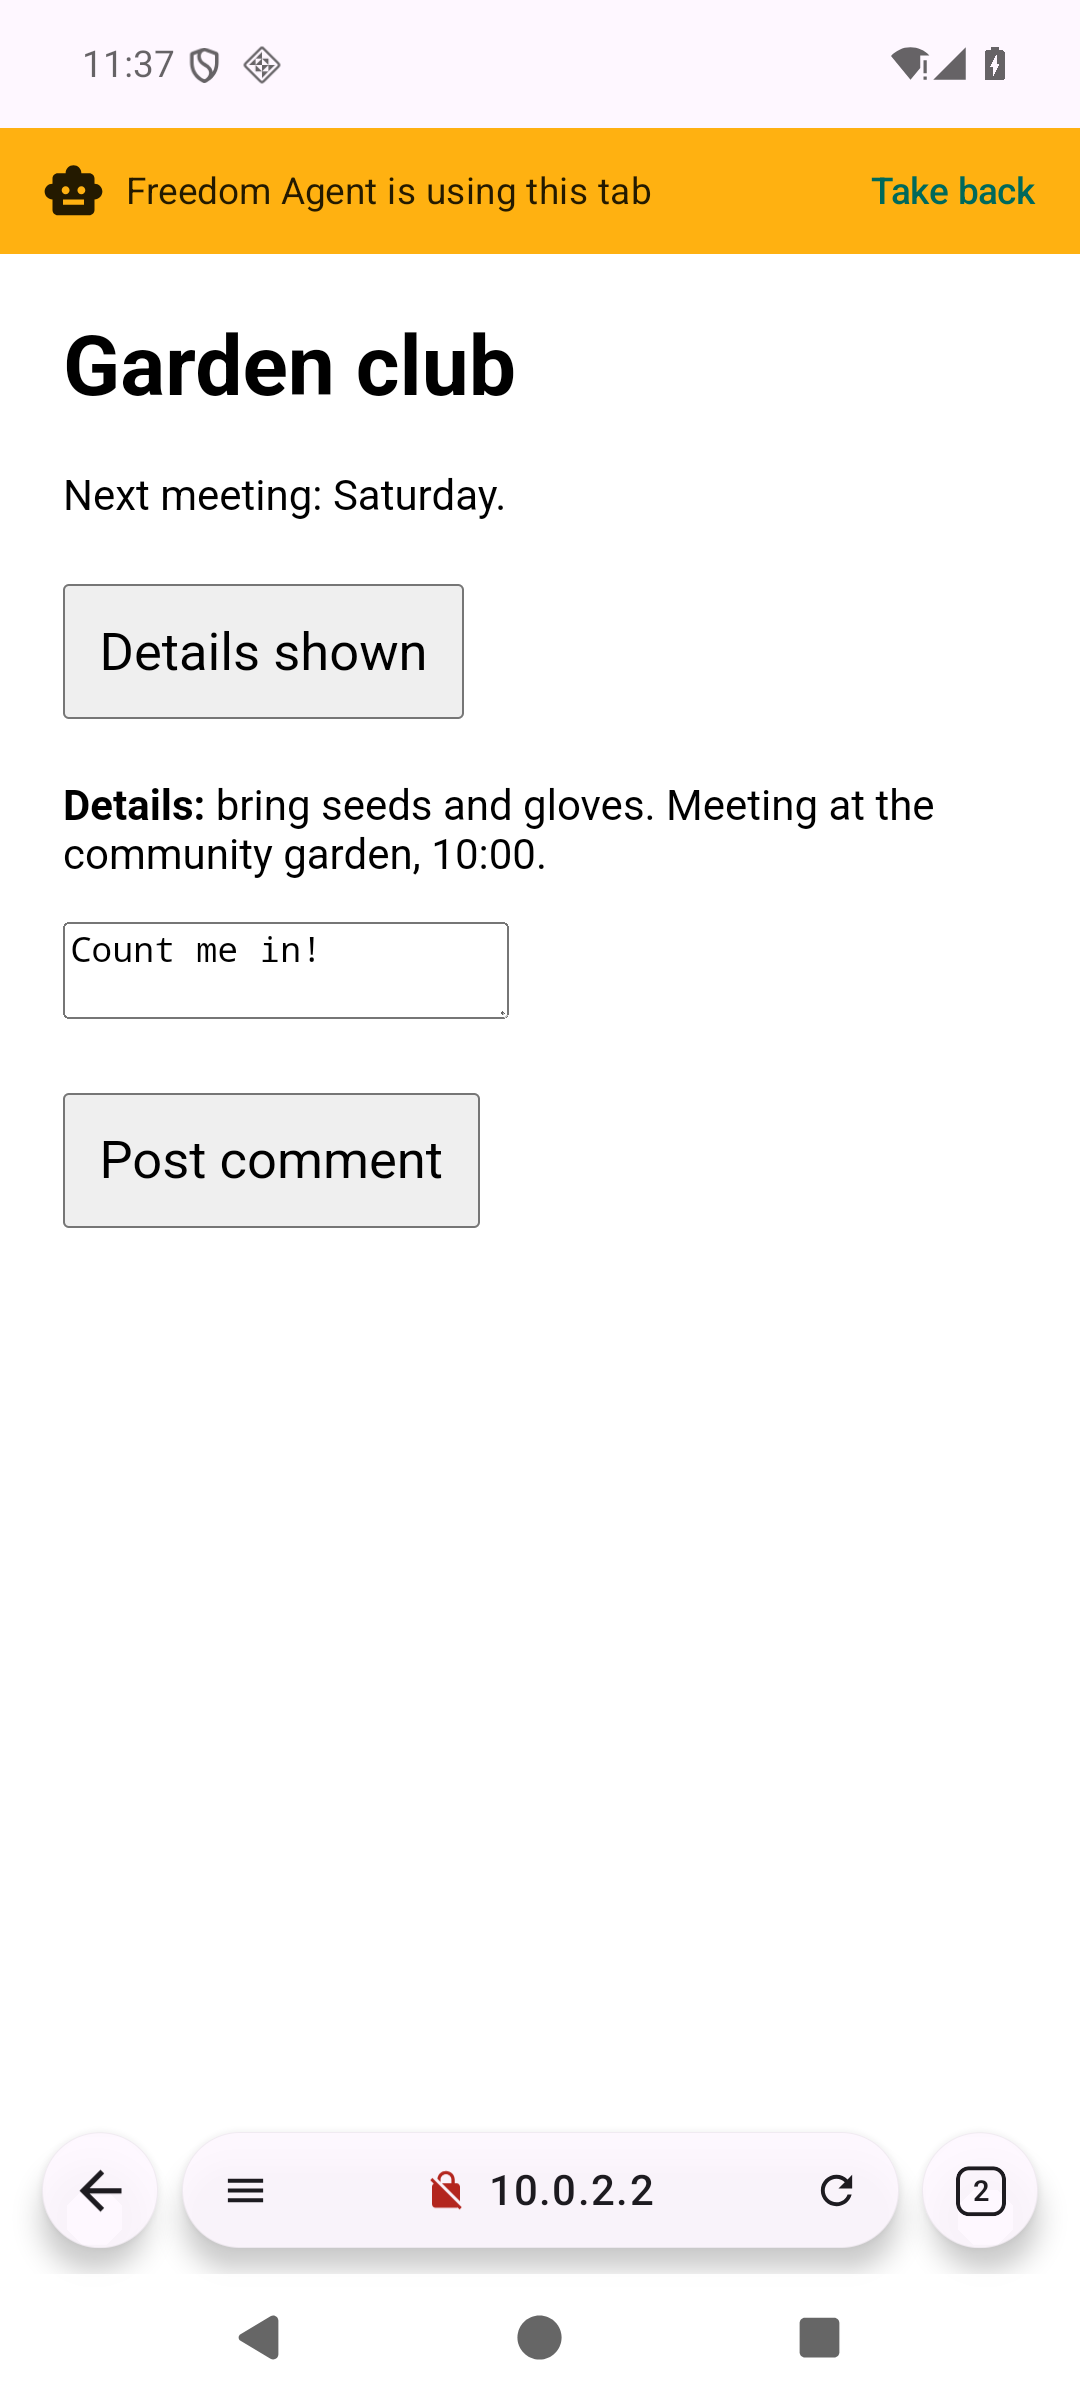 11:37
Freedom Agent is using this tab
Take back
Garden club
Next meeting: Saturday.
Details shown
Details: bring seeds and gloves. Meeting at the
community garden, 10:00.
Count me in!
Post comment
10.0.2.2
2